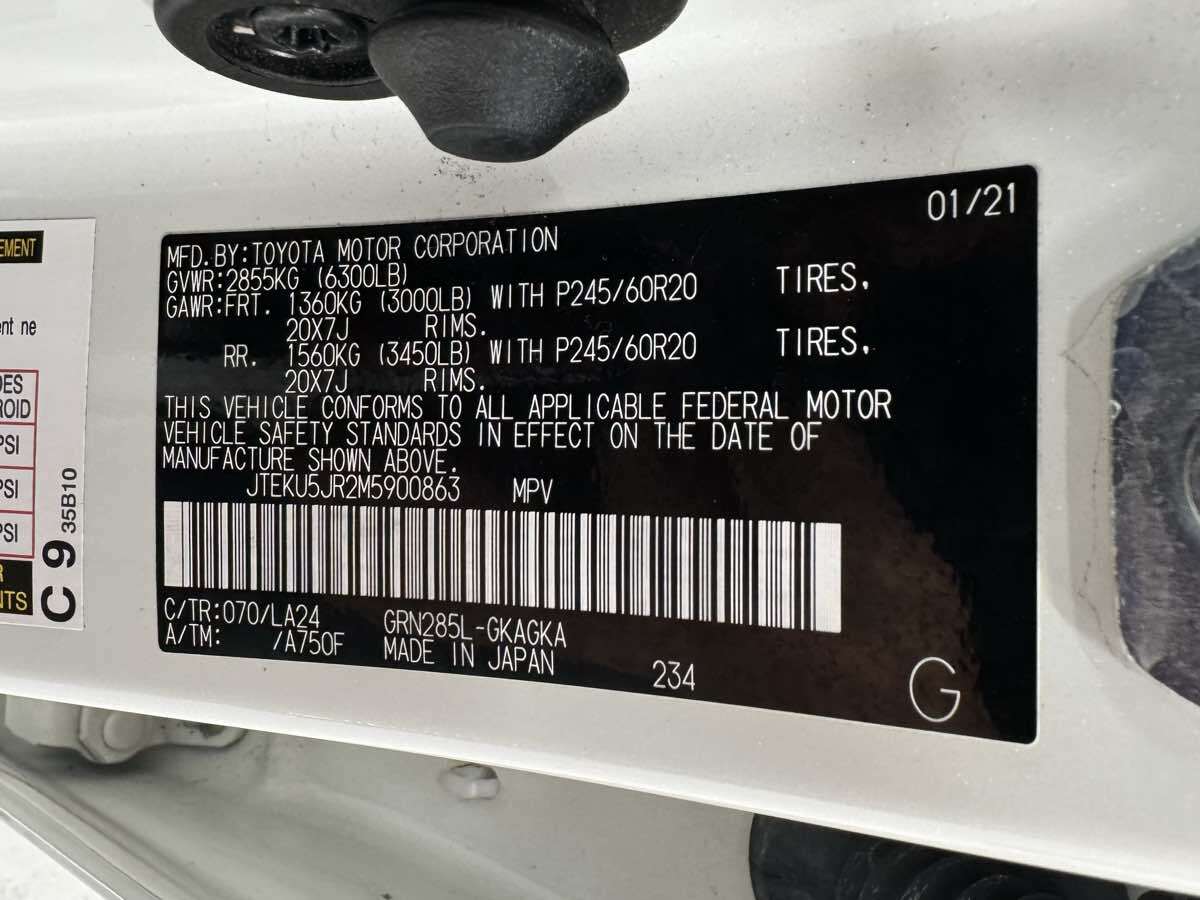 01/21
MFD.BY:TOYOTA MOTOR CORPORATION
GVWR:2855KG (6300LB)
GAWR:FRT. 1360KG (3000LB) WITH P245/60R20 TIRES,
20X7J RIMS.
RR. 1560KG (3450LB) WITH P245/60R20 TIRES,
20X7J RIMS.
THIS VEHICLE CONFORMS TO ALL APPLICABLE FEDERAL MOTOR
VEHICLE SAFETY STANDARDS IN EFFECT ON THE DATE OF
MANUFACTURE SHOWN ABOVE.
JTEKU5JR2M5900863 MPV
C/TR:070/LA24 GRN285L-GKAGKA
A/TM: /A750F MADE IN JAPAN
234
G
EMENT
ent ne
DES
ROID
PSI
PSI
PSI
R
NTS
C 9 35B10